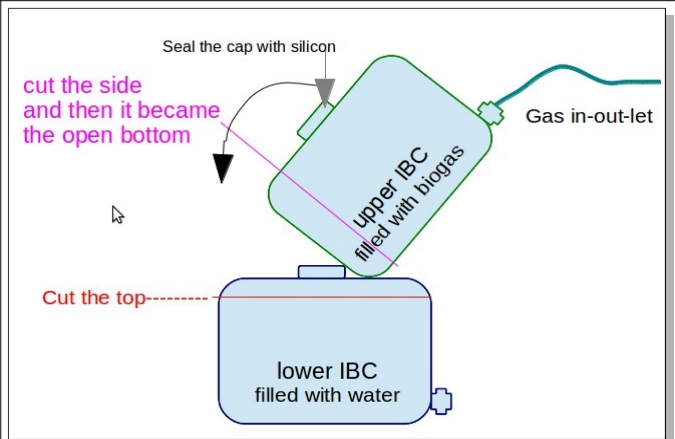 Seal the cap with silicon
cut the side
and then it became
the open bottom
Gas in-out-let
upper IBC
filled with biogas
Cut the top--------
lower IBC
filled with water